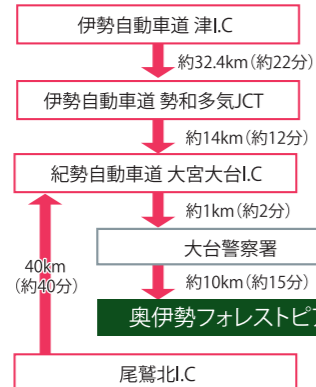 伊勢自動車道 津I.C
約32.4km（約22分）
伊勢自動車道 勢和多気JCT
約14km（約12分）
紀勢自動車道 大宮大台I.C
約1km（約2分）
大台警察署
40km
（約40分）
約10km（約15分）
奥伊勢フォレストピア
尾鷲北I.C